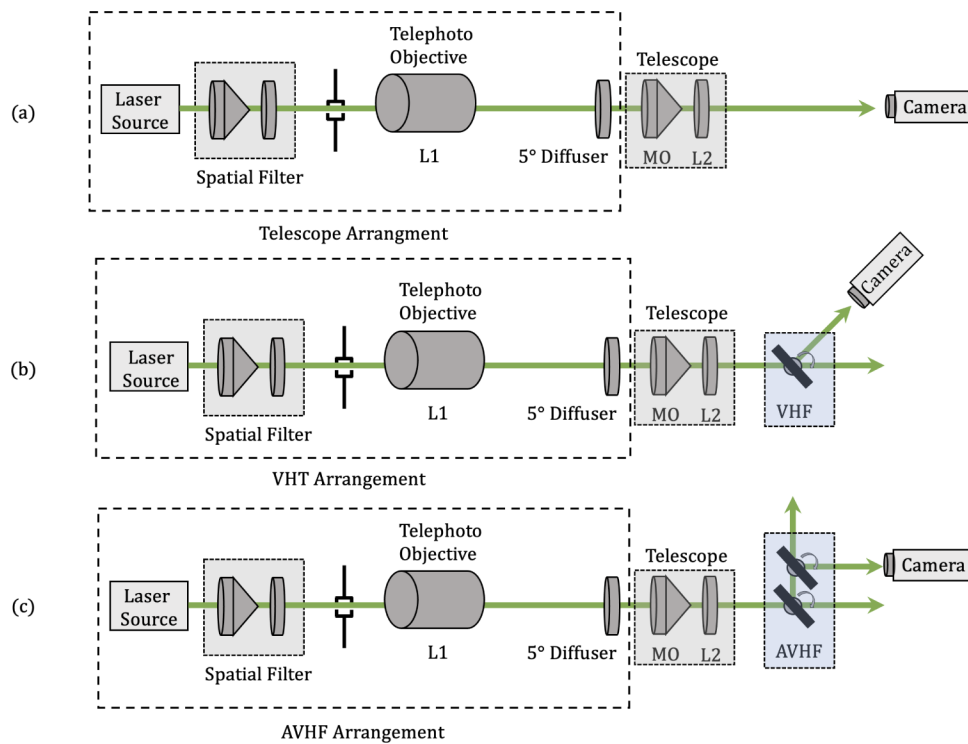 (a)
Laser
Source
Spatial Filter
Telephoto
Objective
L1
5° Diffuser
Telescope
MO L2
Camera
Telescope Arrangment
(b)
Laser
Source
Spatial Filter
Telephoto
Objective
L1
5° Diffuser
Telescope
MO L2
VHF
Camera
VHT Arrangement
(c)
Laser
Source
Spatial Filter
Telephoto
Objective
L1
5° Diffuser
Telescope
MO L2
AVHF
Camera
AVHF Arrangement